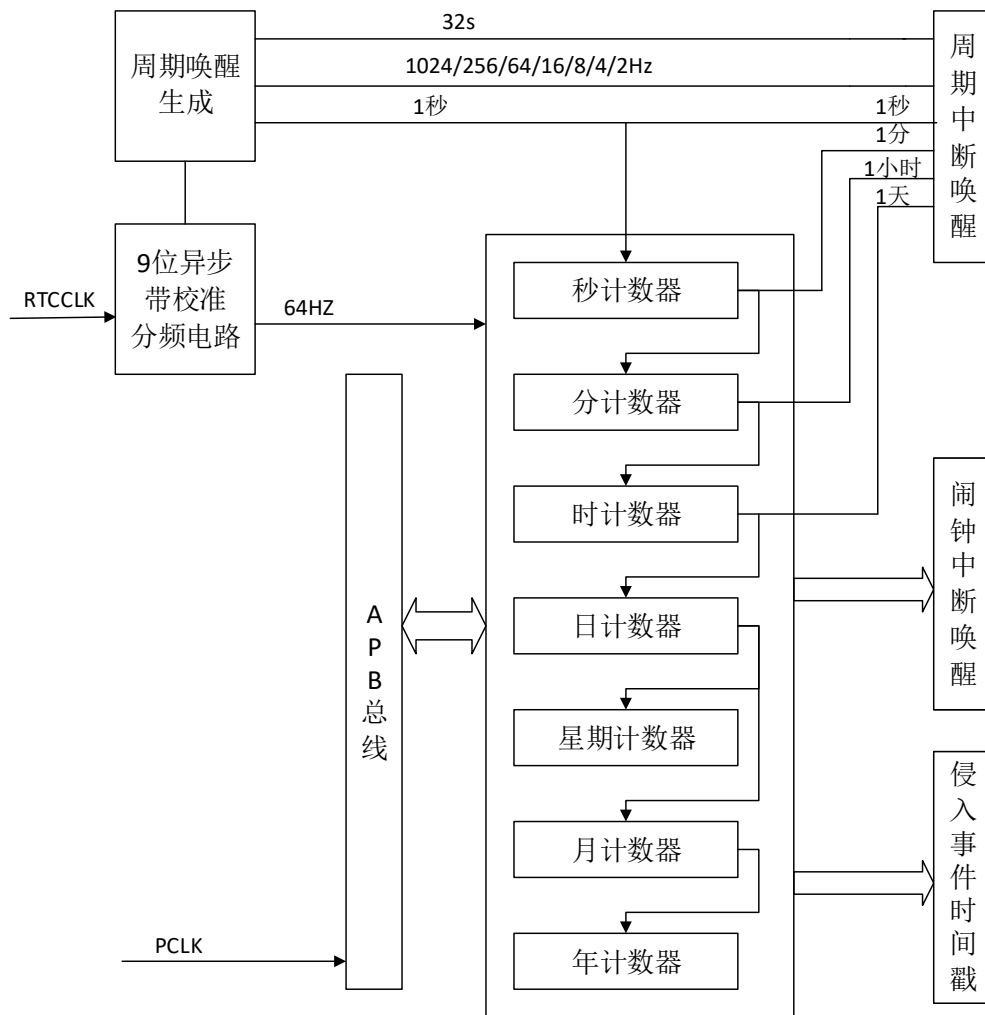 32s
1024/256/64/16/8/4/2Hz
1秒
1秒
1分
1小时
1天
周期唤醒
生成
周
期
中
断
唤
醒
9位异步
带校准
分频电路
RTCCLK
64HZ
秒计数器
分计数器
时计数器
日计数器
星期计数器
月计数器
年计数器
A
P
B
总
线
PCLK
闹
钟
中
断
唤
醒
侵
入
事
件
时
间
戳